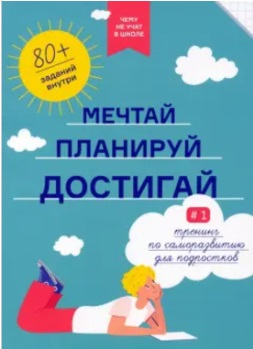 ЧЕМУ
НЕ УЧАТ
В ШКОЛЕ
80+
заданий
внутри
МЕЧТАЙ
ПЛАНИРУЙ
ДОСТИГАЙ
#1
тренинг
по саморазвитию
для подростков